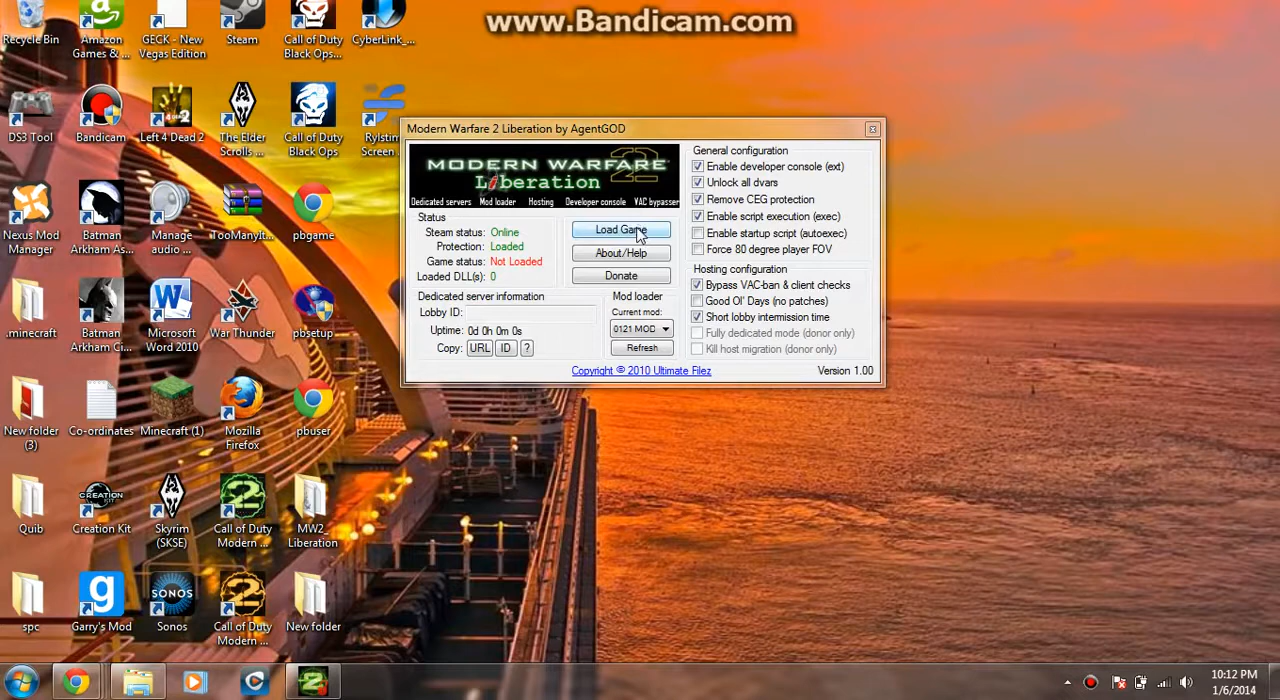 www.Bandicam.com
Recycle Bin
Amazon Games & ...
GECK - New Vegas Edition
Steam
Call of Duty Black Ops...
CyberLink_...
DS3 Tool
Bandicam
Left 4 Dead 2
The Elder Scrolls ...
Call of Duty Black Ops
Screen ...
Nexus Mod Manager
Batman Arkham As...
Manage audio ...
TooManyIt...
pbgame
.minecraft
Batman Arkham Ci...
Microsoft Word 2010
War Thunder
pbsetup
New folder (3)
Co-ordinates
Minecraft (1)
Mozilla Firefox
pbuser
Quib
Creation Kit
Skyrim (SKSE)
Call of Duty Modern ...
MW2_ Liberation
spc
Garry's Mod
Sonos
Call of Duty Modern ...
New folder
CREATION KIT
SONOS
Modern Warfare 2 Liberation by AgentGOD
MODERN WARFARE 2
Liberation
Dedicated servers Mod loader Hosting Developer console VAC bypasser
Status
Steam status: Online
Protection: Loaded
Game status: Not Loaded
Loaded DLL(s): 0
Load Game
About/Help
Donate
Dedicated server information
Lobby ID:
Uptime: 0d 0h 0m 0s
Copy: URL ID ?
Mod loader
Current mod:
0121 MOD
Refresh
General configuration
Enable developer console (ext)
Unlock all dvars
Remove CEG protection
Enable script execution (exec)
Enable startup script (autoexec)
Force 80 degree player FOV
Hosting configuration
Bypass VAC-ban & client checks
Good Ol' Days (no patches)
Short lobby intermission time
Fully dedicated mode (donor only)
Kill host migration (donor only)
Copyright © 2010 Ultimate Filez
Version 1.00
10:12 PM
1/6/2014